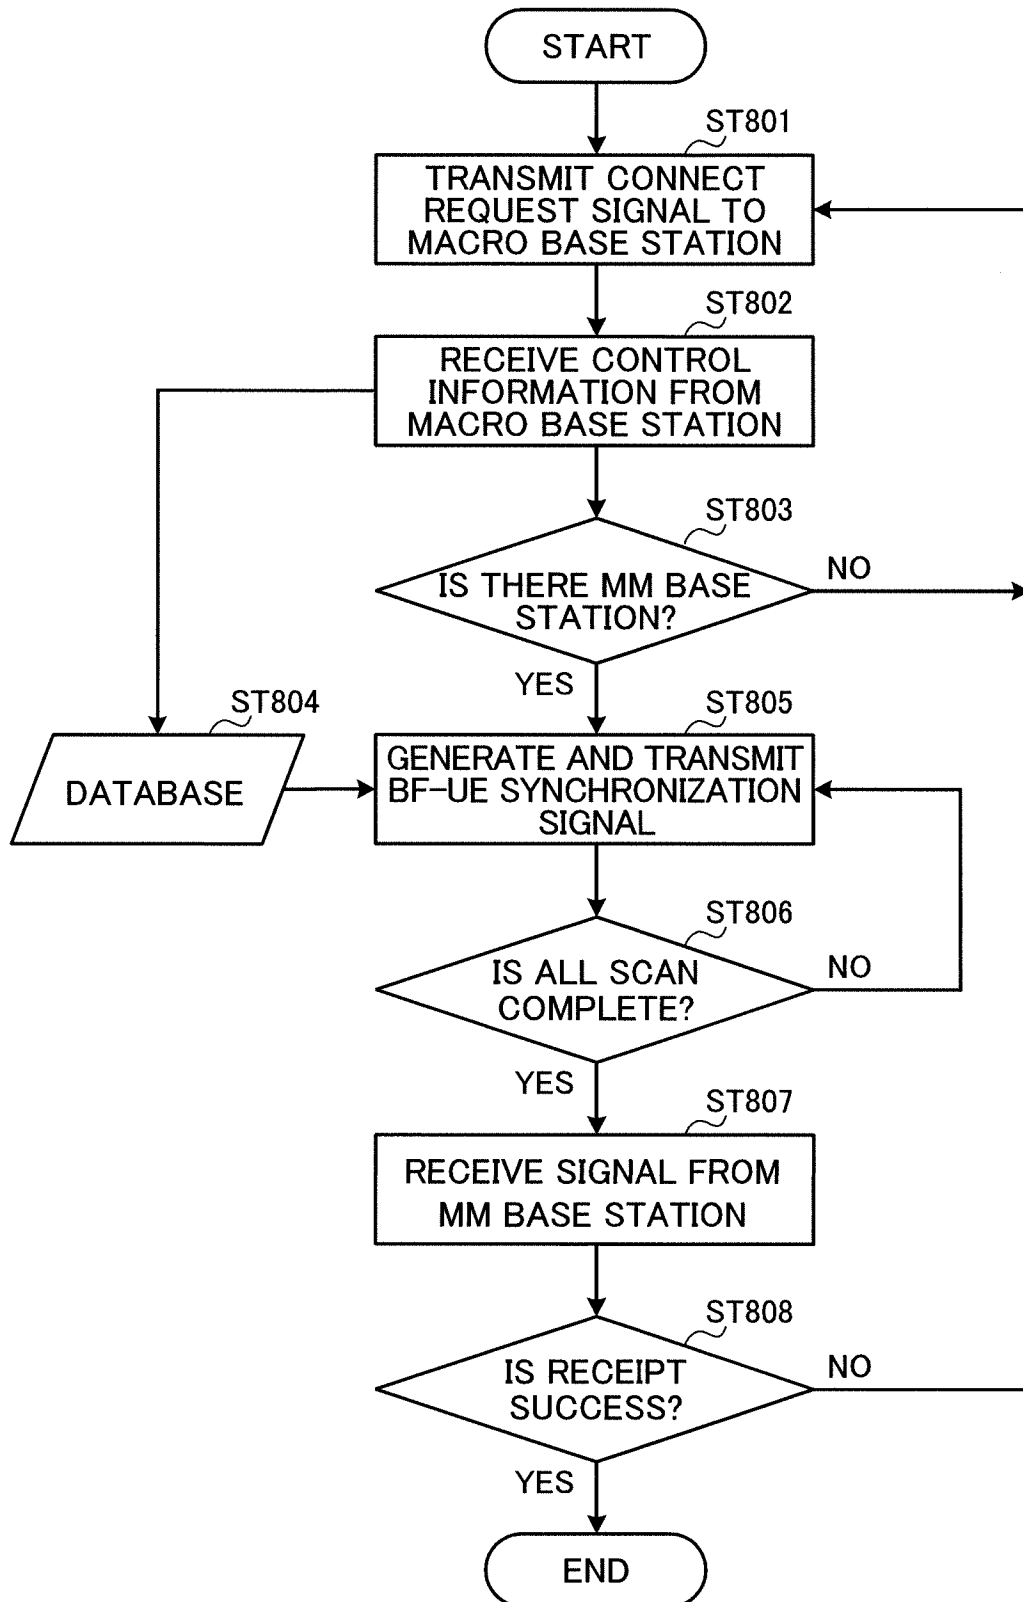 START
ST801
TRANSMIT CONNECT
REQUEST SIGNAL TO
MACRO BASE STATION
ST802
RECEIVE CONTROL
INFORMATION FROM
MACRO BASE STATION
ST803
IS THERE MM BASE
STATION?
NO
YES
ST804
DATABASE
ST805
GENERATE AND TRANSMIT
BF-UE SYNCHRONIZATION
SIGNAL
ST806
IS ALL SCAN
COMPLETE?
NO
YES
ST807
RECEIVE SIGNAL FROM
MM BASE STATION
ST808
IS RECEIPT
SUCCESS?
NO
YES
END